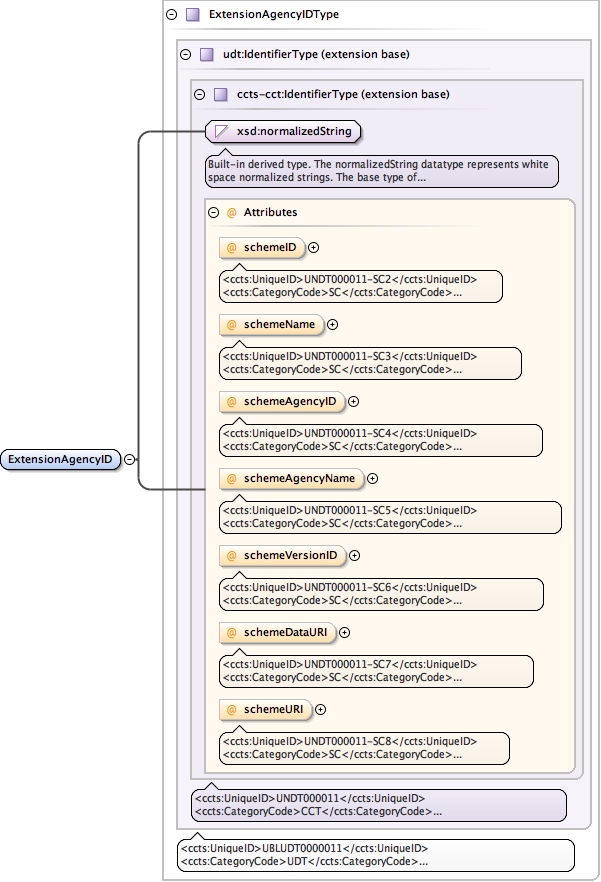 ExtensionAgencyIDType
udt:IdentifierType (extension base)
ccts-cct:IdentifierType (extension base)
xsd:normalizedString
Built-in derived type. The normalizedString datatype represents white
space normalized strings. The base type of...
@ Attributes
@ schemeID
<ccts:UniqueID>UNDT000011-SC2</ccts:UniqueID>
<ccts:CategoryCode>SC</ccts:CategoryCode>...
@ schemeName
<ccts:UniqueID>UNDT000011-SC3</ccts:UniqueID>
<ccts:CategoryCode>SC</ccts:CategoryCode>...
@ schemeAgencyID
<ccts:UniqueID>UNDT000011-SC4</ccts:UniqueID>
<ccts:CategoryCode>SC</ccts:CategoryCode>...
ExtensionAgencyID
@ schemeAgencyName
<ccts:UniqueID>UNDT000011-SC5</ccts:UniqueID>
<ccts:CategoryCode>SC</ccts:CategoryCode>...
@ schemeVersionID
<ccts:UniqueID>UNDT000011-SC6</ccts:UniqueID>
<ccts:CategoryCode>SC</ccts:CategoryCode>...
@ schemeDataURI
<ccts:UniqueID>UNDT000011-SC7</ccts:UniqueID>
<ccts:CategoryCode>SC</ccts:CategoryCode>...
@ schemeURI
<ccts:UniqueID>UNDT000011-SC8</ccts:UniqueID>
<ccts:CategoryCode>SC</ccts:CategoryCode>...
<ccts:UniqueID>UNDT000011</ccts:UniqueID>
<ccts:CategoryCode>CCT</ccts:CategoryCode>...
<ccts:UniqueID>UBLUDT0000011</ccts:UniqueID>
<ccts:CategoryCode>UDT</ccts:CategoryCode>...